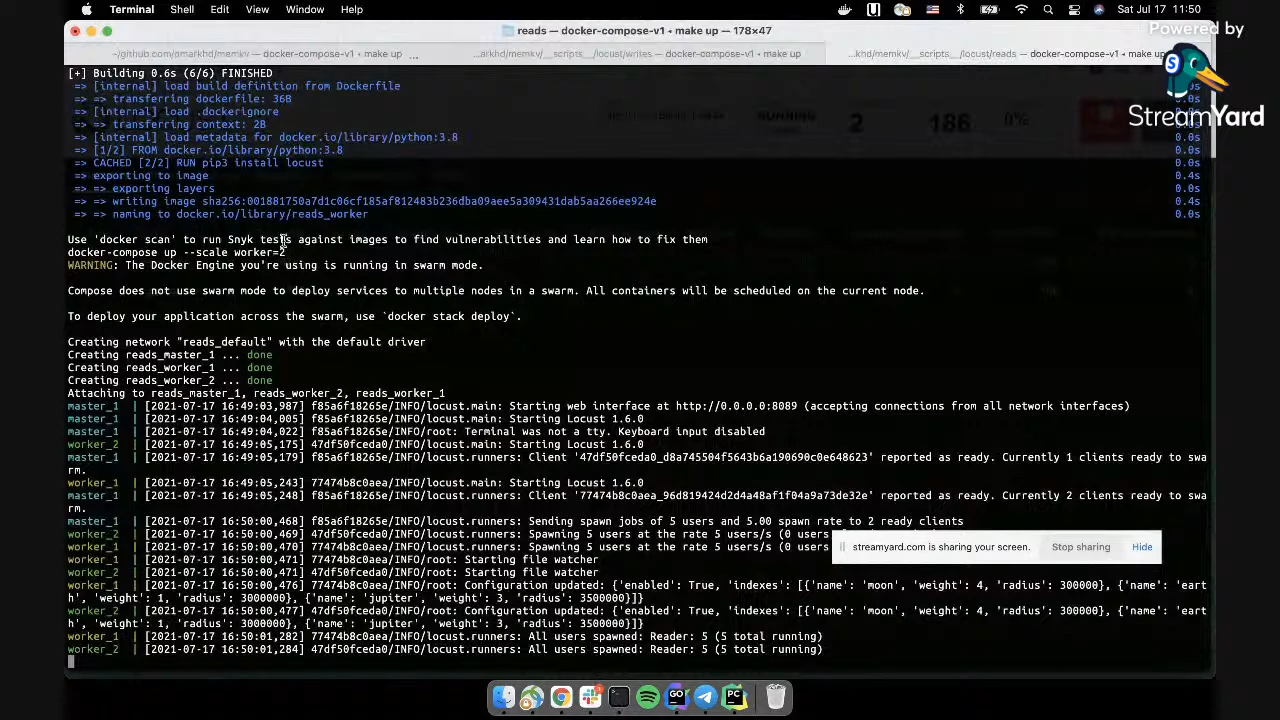 Terminal Shell Edit View Window Help Sat Jul 17 11:50
Powered by
StreamYard
reads — docker-compose-v1 • make up — 178×47
~/github.com/omarkhd/memkv — docker-compose-v1 • make up ... ...arkhd/memkv/__scripts__/locust/writes — docker-compose-v1 • make up ...khd/memkv/__scripts__/locust/reads — docker-compose-v1 • make up
RUNNING 2 186 0%
[+] Building 0.6s (6/6) FINISHED
=> [internal] load build definition from Dockerfile 0.0s
=> => transferring dockerfile: 36B 0.0s
=> [internal] load .dockerignore 0.0s
=> => transferring context: 2B 0.0s
=> [internal] load metadata for docker.io/library/python:3.8 0.0s
=> [1/2] FROM docker.io/library/python:3.8 0.0s
=> CACHED [2/2] RUN pip3 install locust 0.0s
=> exporting to image 0.4s
=> => exporting layers 0.0s
=> => writing image sha256:001881750a7d1c06cf185af812483b236dba09aee5a309431dab5aa266ee924e 0.4s
=> => naming to docker.io/library/reads_worker 0.0s
Use 'docker scan' to run Snyk tests against images to find vulnerabilities and learn how to fix them
docker-compose up --scale worker=2
WARNING: The Docker Engine you're using is running in swarm mode.
Compose does not use swarm mode to deploy services to multiple nodes in a swarm. All containers will be scheduled on the current node.
To deploy your application across the swarm, use `docker stack deploy`.
Creating network "reads_default" with the default driver
Creating reads_master_1 ... done
Creating reads_worker_1 ... done
Creating reads_worker_2 ... done
Attaching to reads_master_1, reads_worker_2, reads_worker_1
master_1 | [2021-07-17 16:49:03,987] f85a6f18265e/INFO/locust.main: Starting web interface at http://0.0.0.0:8089 (accepting connections from all network interfaces)
master_1 | [2021-07-17 16:49:04,005] f85a6f18265e/INFO/locust.main: Starting Locust 1.6.0
master_1 | [2021-07-17 16:49:04,022] f85a6f18265e/INFO/root: Terminal was not a tty. Keyboard input disabled
worker_2 | [2021-07-17 16:49:05,175] 47df50fceda0/INFO/locust.main: Starting Locust 1.6.0
master_1 | [2021-07-17 16:49:05,179] f85a6f18265e/INFO/locust.runners: Client '47df50fceda0_d8a745504f5643b6a190690c0e648623' reported as ready. Currently 1 clients ready to swa
rm.
worker_1 | [2021-07-17 16:49:05,243] 77474b8c0aea/INFO/locust.main: Starting Locust 1.6.0
master_1 | [2021-07-17 16:49:05,248] f85a6f18265e/INFO/locust.runners: Client '77474b8c0aea_96d819424d2d4a48af1f04a9a73de32e' reported as ready. Currently 2 clients ready to swa
rm.
master_1 | [2021-07-17 16:50:00,468] f85a6f18265e/INFO/locust.runners: Sending spawn jobs of 5 users and 5.00 spawn rate to 2 ready clients
worker_2 | [2021-07-17 16:50:00,469] 47df50fceda0/INFO/locust.runners: Spawning 5 users at the rate 5 users/s (0 users
worker_1 | [2021-07-17 16:50:00,470] 77474b8c0aea/INFO/locust.runners: Spawning 5 users at the rate 5 users/s (0 users
streamyard.com is sharing your screen. Stop sharing Hide
worker_1 | [2021-07-17 16:50:00,471] 77474b8c0aea/INFO/root: Starting file watcher
worker_2 | [2021-07-17 16:50:00,471] 47df50fceda0/INFO/root: Starting file watcher
worker_1 | [2021-07-17 16:50:00,476] 77474b8c0aea/INFO/root: Configuration updated: {'enabled': True, 'indexes': [{'name': 'moon', 'weight': 4, 'radius': 300000}, {'name': 'eart
h', 'weight': 1, 'radius': 3000000}, {'name': 'jupiter', 'weight': 3, 'radius': 3500000}]}
worker_2 | [2021-07-17 16:50:00,477] 47df50fceda0/INFO/root: Configuration updated: {'enabled': True, 'indexes': [{'name': 'moon', 'weight': 4, 'radius': 300000}, {'name': 'eart
h', 'weight': 1, 'radius': 3000000}, {'name': 'jupiter', 'weight': 3, 'radius': 3500000}]}
worker_1 | [2021-07-17 16:50:01,282] 77474b8c0aea/INFO/locust.runners: All users spawned: Reader: 5 (5 total running)
worker_2 | [2021-07-17 16:50:01,284] 47df50fceda0/INFO/locust.runners: All users spawned: Reader: 5 (5 total running)
GO
PC